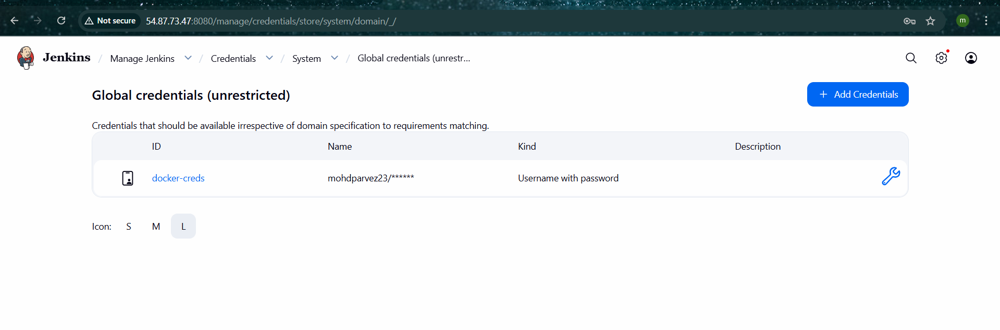 Not secure 54.87.73.47:8080/manage/credentials/store/system/domain/_/ m
Jenkins / Manage Jenkins / Credentials / System / Global credentials (unrestr...
Global credentials (unrestricted)
+ Add Credentials
Credentials that should be available irrespective of domain specification to requirements matching.
ID Name Kind Description
docker-creds mohdparvez23/****** Username with password
Icon: S M L